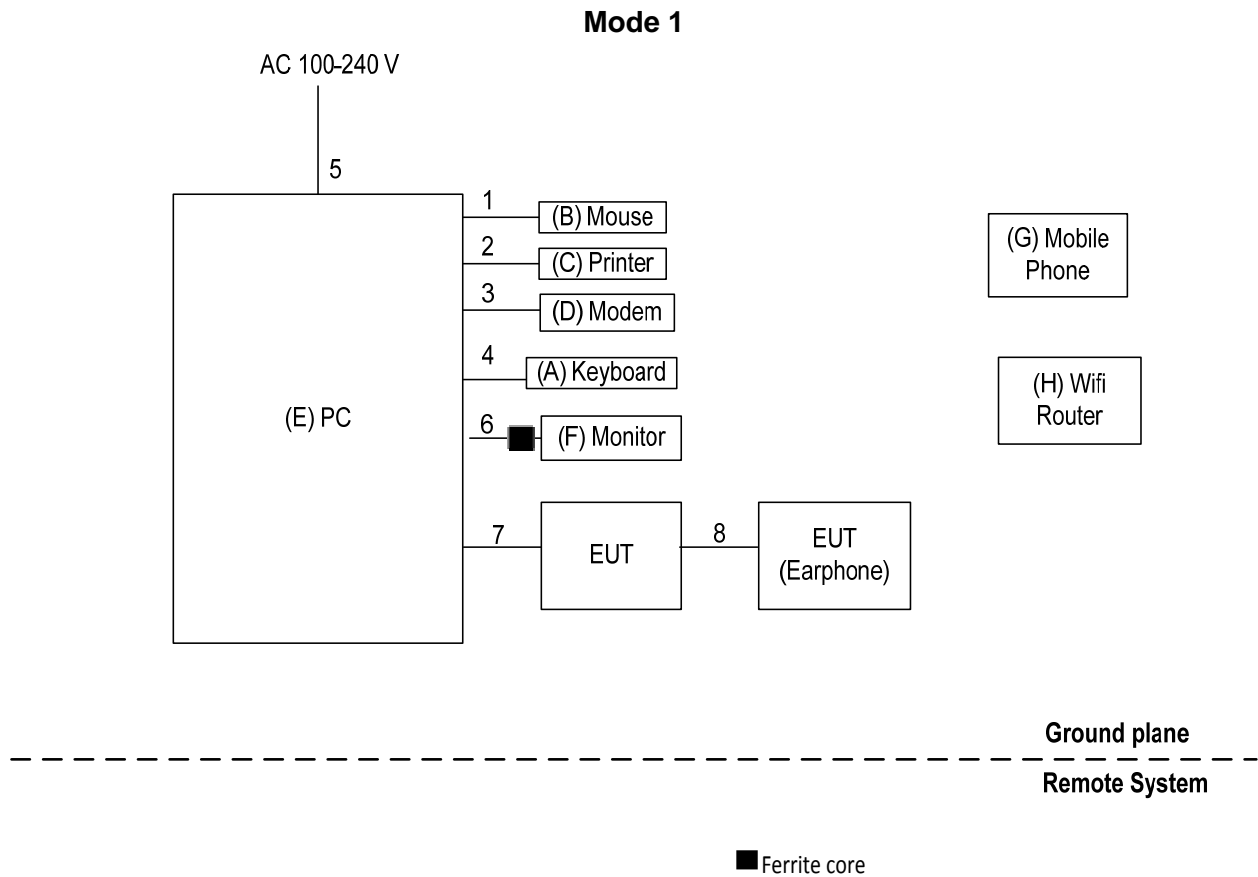 Mode 1
AC 100-240 V
5
1
(B) Mouse
2
(C) Printer
3
(D) Modem
4
(A) Keyboard
(E) PC
6
(F) Monitor
7
EUT
8
EUT
(Earphone)
(G) Mobile
Phone
(H) Wifi
Router
Ground plane
Remote System
Ferrite core